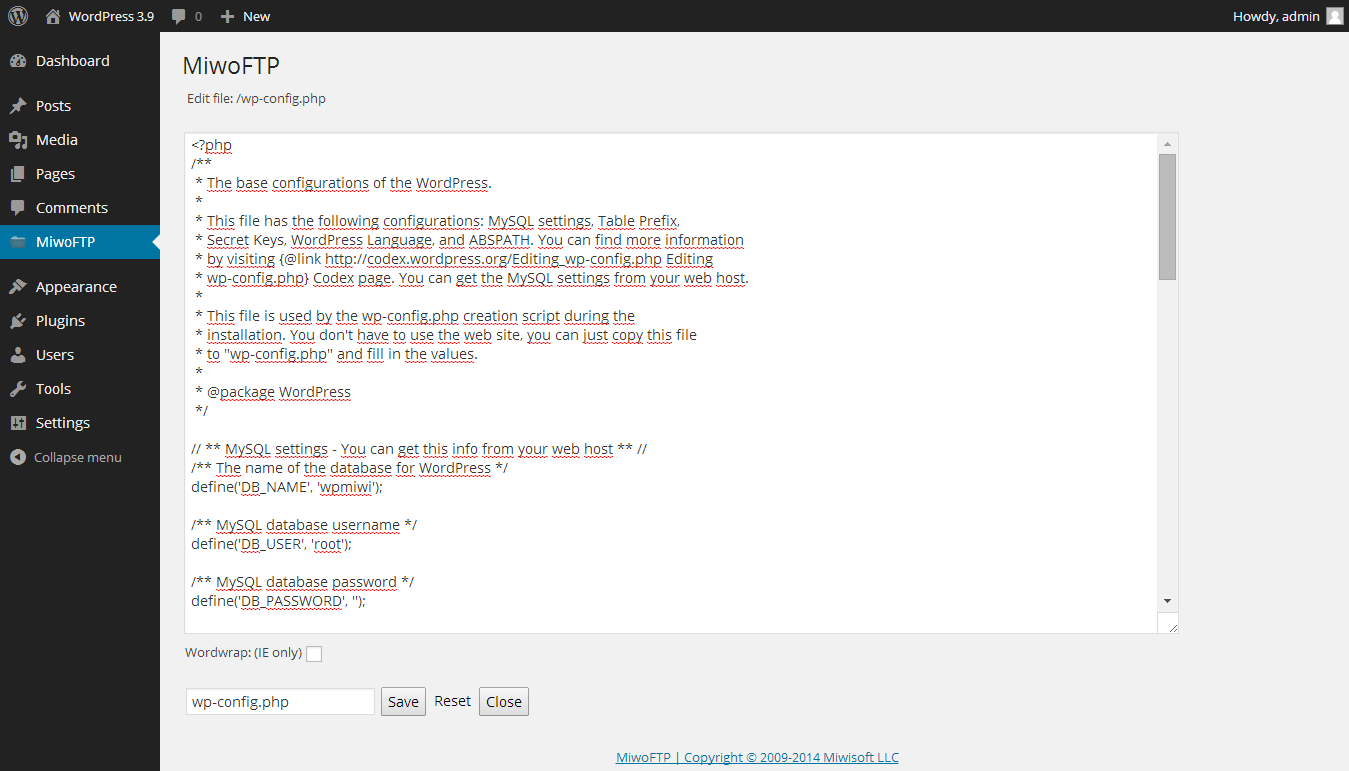 WordPress 3.9 0 New Howdy, admin
Dashboard
Posts
Media
Pages
Comments
MiwoFTP
Appearance
Plugins
Users
Tools
Settings
Collapse menu
MiwoFTP
Edit file: /wp-config.php
<?php
/**
* The base configurations of the WordPress.
*
* This file has the following configurations: MySQL settings, Table Prefix,
* Secret Keys, WordPress Language, and ABSPATH. You can find more information
* by visiting {@link http://codex.wordpress.org/Editing_wp-config.php Editing
* wp-config.php} Codex page. You can get the MySQL settings from your web host.
*
* This file is used by the wp-config.php creation script during the
* installation. You don't have to use the web site, you can just copy this file
* to "wp-config.php" and fill in the values.
*
* @package WordPress
*/
// ** MySQL settings - You can get this info from your web host ** //
/** The name of the database for WordPress */
define('DB_NAME', 'wpmiwi');
/** MySQL database username */
define('DB_USER', 'root');
/** MySQL database password */
define('DB_PASSWORD', '');
Wordwrap: (IE only)
wp-config.php Save Reset Close
MiwoFTP | Copyright © 2009-2014 Miwisoft LLC